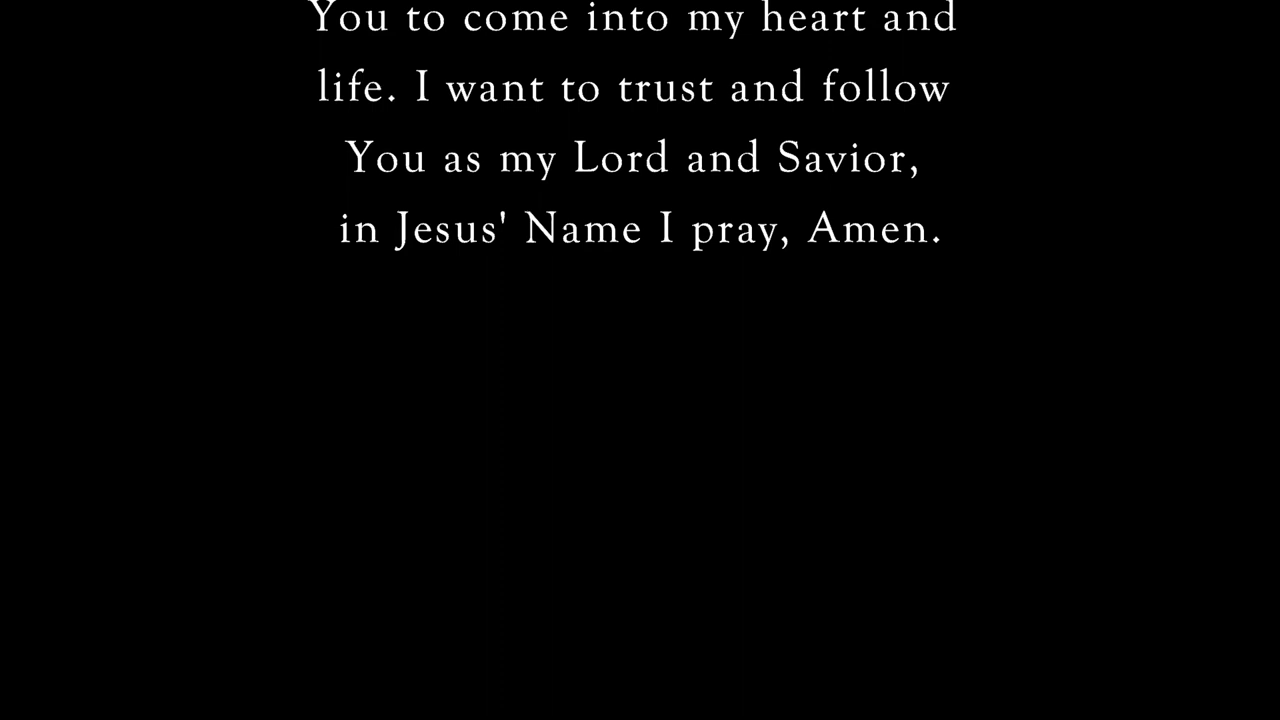 You to come into my heart and
life. I want to trust and follow
You as my Lord and Savior,
in Jesus' Name I pray, Amen.